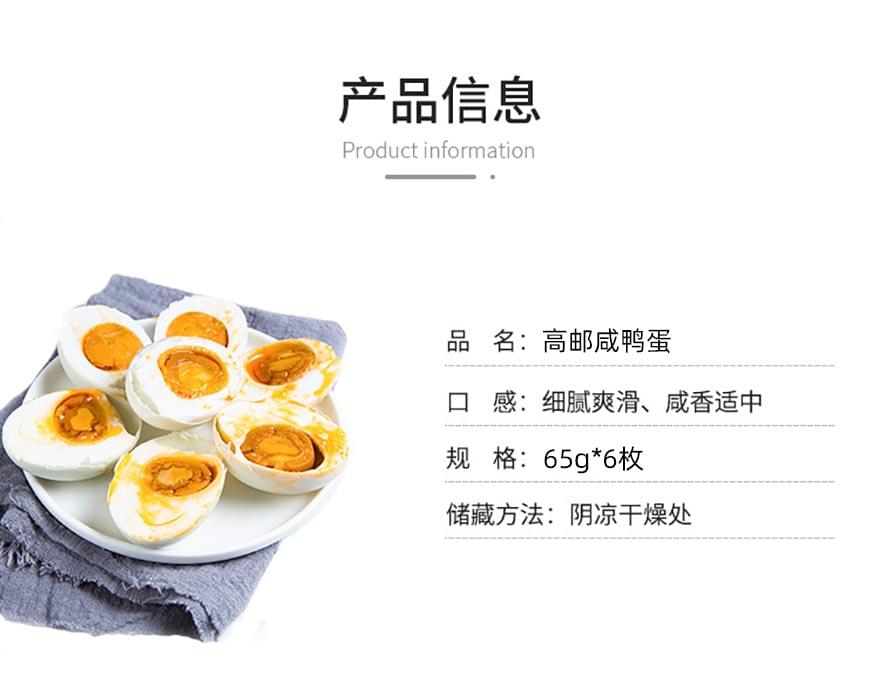 产品信息
Product information
品 名：高邮咸鸭蛋
口 感：细腻爽滑、咸香适中
规 格：65g*6枚
储藏方法：阴凉干燥处